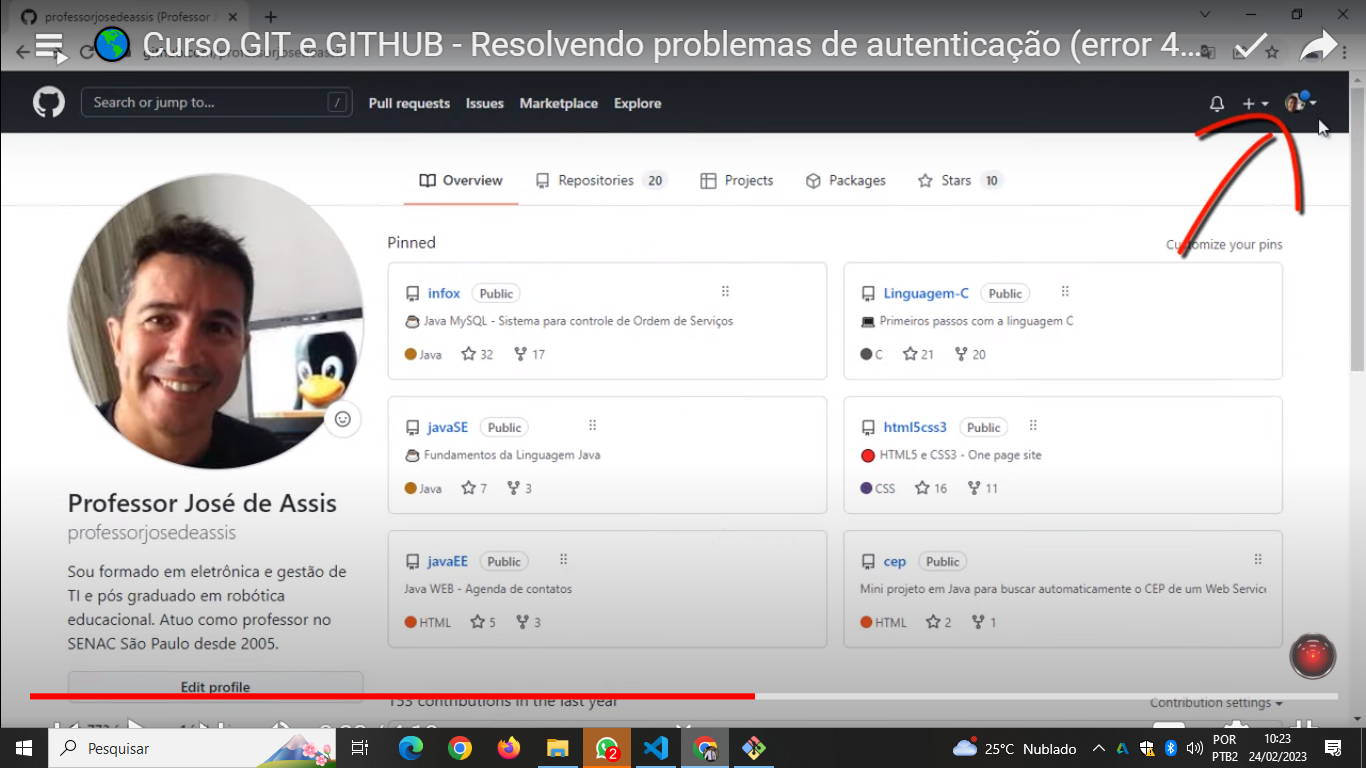 professorjosedeassis (Professor J
Curso GIT e GITHUB - Resolvendo problemas de autenticação (error 4...
Search or jump to...
/
Pull requests
Issues
Marketplace
Explore
Overview
Repositories 20
Projects
Packages
Stars 10
Pinned
Customize your pins
infox Public
Java MySQL - Sistema para controle de Ordem de Serviços
Java 32 17
Linguagem-C Public
Primeiros passos com a linguagem C
C 21 20
javaSE Public
Fundamentos da Linguagem Java
Java 7 3
html5css3 Public
HTML5 e CSS3 - One page site
CSS 16 11
javaEE Public
Java WEB - Agenda de contatos
HTML 5 3
cep Public
Mini projeto em Java para buscar automaticamente o CEP de um Web Service
HTML 2 1
Professor José de Assis
professorjosedeassis
Sou formado em eletrônica e gestão de
TI e pós graduado em robótica
educacional. Atuo como professor no
SENAC São Paulo desde 2005.
Edit profile
contributions in the last year
Contribution settings
Pesquisar
2
25°C Nublado
POR
PTB2
10:23
24/02/2023